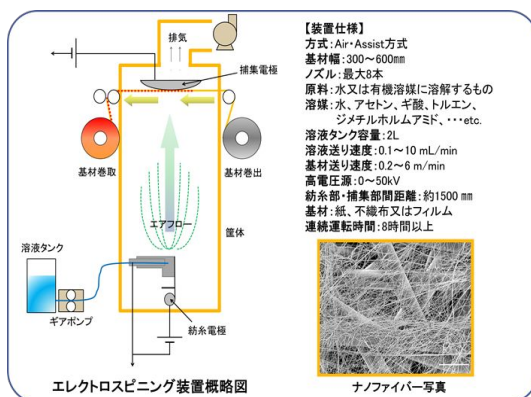 排気
捕集電極
基材巻取
基材巻出
エアフロー
筐体
溶液タンク
ギアポンプ
紡糸電極
エレクトロスピニング装置概略図
【装置仕様】
方式:Air・Assist方式
基材幅:300～600mm
ノズル:最大8本
原料:水又は有機溶媒に溶解するもの
溶媒:水、アセトン、ギ酸、トルエン、
ジメチルホルムアミド、・・・etc.
溶液タンク容量:2L
溶液送り速度:0.1～10 mL/min
基材送り速度:0.2～6 m/min
高電圧源:0～50kV
紡糸部・捕集部間距離:約1500 mm
基材:紙、不織布又はフィルム
連続運転時間:8時間以上
ナノファイバー写真